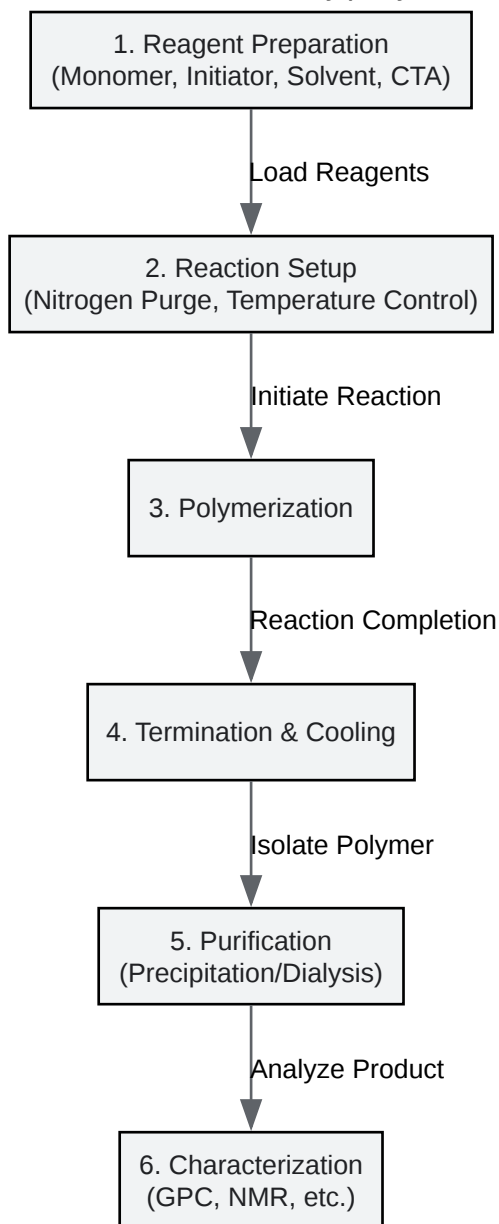 1. Reagent Preparation
(Monomer, Initiator, Solvent, CTA)
Load Reagents
2. Reaction Setup
(Nitrogen Purge, Temperature Control)
Initiate Reaction
3. Polymerization
Reaction Completion
4. Termination & Cooling
Isolate Polymer
5. Purification
(Precipitation/Dialysis)
Analyze Product
6. Characterization
(GPC, NMR, etc.)